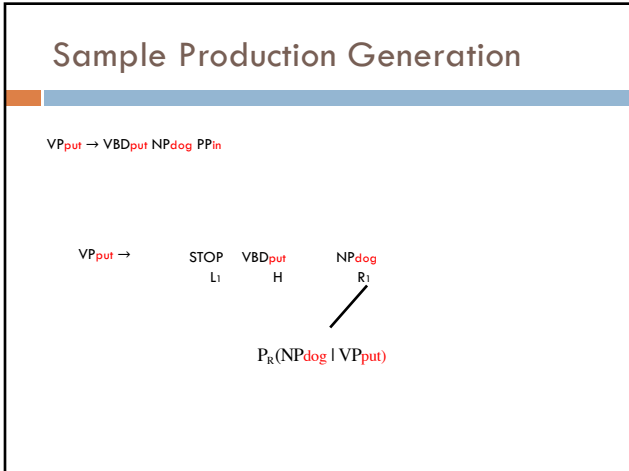 Sample Production Generation
VPput → VBDput NPdog PPin
VPput → STOP VBDput NPdog
L1 H R1
PR(NPdog | VPput)